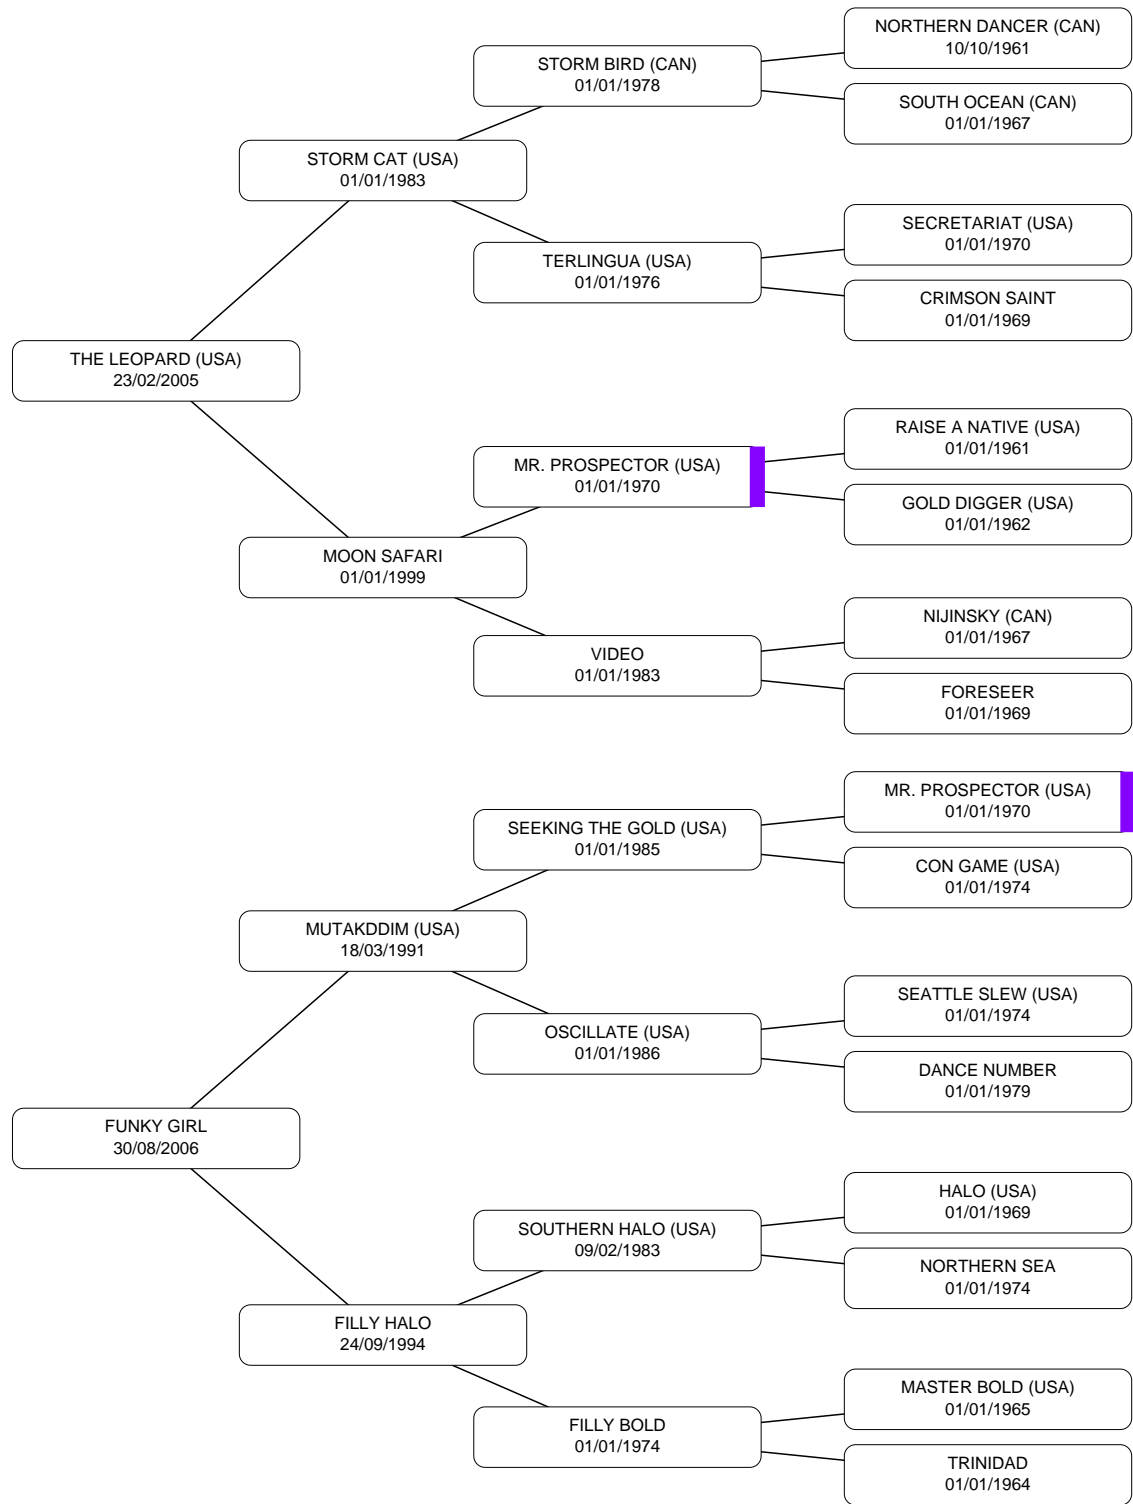 NORTHERN DANCER (CAN)
10/10/1961
STORM BIRD (CAN)
01/01/1978
SOUTH OCEAN (CAN)
01/01/1967
STORM CAT (USA)
01/01/1983
SECRETARIAT (USA)
01/01/1970
TERLINGUA (USA)
01/01/1976
CRIMSON SAINT
01/01/1969
THE LEOPARD (USA)
23/02/2005
RAISE A NATIVE (USA)
01/01/1961
MR. PROSPECTOR (USA)
01/01/1970
GOLD DIGGER (USA)
01/01/1962
MOON SAFARI
01/01/1999
NIJINSKY (CAN)
01/01/1967
VIDEO
01/01/1983
FORESEER
01/01/1969
MR. PROSPECTOR (USA)
01/01/1970
SEEKING THE GOLD (USA)
01/01/1985
CON GAME (USA)
01/01/1974
MUTAKDDIM (USA)
18/03/1991
SEATTLE SLEW (USA)
01/01/1974
OSCILLATE (USA)
01/01/1986
DANCE NUMBER
01/01/1979
FUNKY GIRL
30/08/2006
HALO (USA)
01/01/1969
SOUTHERN HALO (USA)
09/02/1983
NORTHERN SEA
01/01/1974
FILLY HALO
24/09/1994
MASTER BOLD (USA)
01/01/1965
FILLY BOLD
01/01/1974
TRINIDAD
01/01/1964